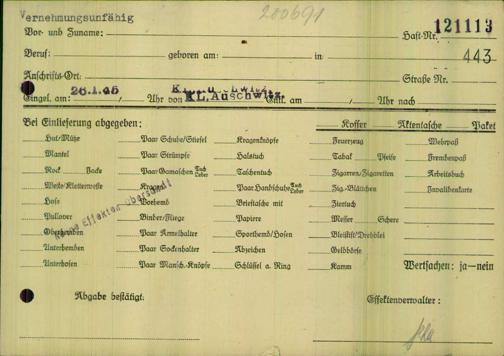 Vernehmungsunfähig
200691
Vor- und Zuname: Haft-Nr. 121113
Beruf: geboren am: in: 443
Anschrifts-Ort: Straße Nr.
Eingel. am: 26.1.45 / Uhr von KL. Auschwitz Entl. am / Uhr nach
Bei Einlieferung abgegeben: Koffer Aktentasche Paket
Hut/Mütze Paar Schuhe/Stiefel Kragenknöpfe Feuerzeug Wehrpaß
Mantel Paar Strümpfe Halstuch Tabak Pfeife Fremdenpaß
Rock Jacke Paar Gamaschen Tuch Leder Taschentuch Zigarren/Zigaretten Arbeitsbuch
Weste/Kletterweste Kragen Paar Handschuhe Tuch Leder Zig.-Blättchen Invalidenkarte
Hose Vorhemd Brieftasche mit Ziertuch
Pullover Binder/Fliege Papiere Messer Schere
Oberhemden Paar Ärmelhalter Sporthemd/Hosen Bleistift/Drehblei
Unterhemden Paar Sockenhalter Abzeichen Geldbörse
Unterhosen Paar Mansch.-Knöpfe Schlüssel a. Ring Kamm Wertsachen: ja—nein
Keine Effekten überstellt
Abgabe bestätigt: Effektenverwalter: